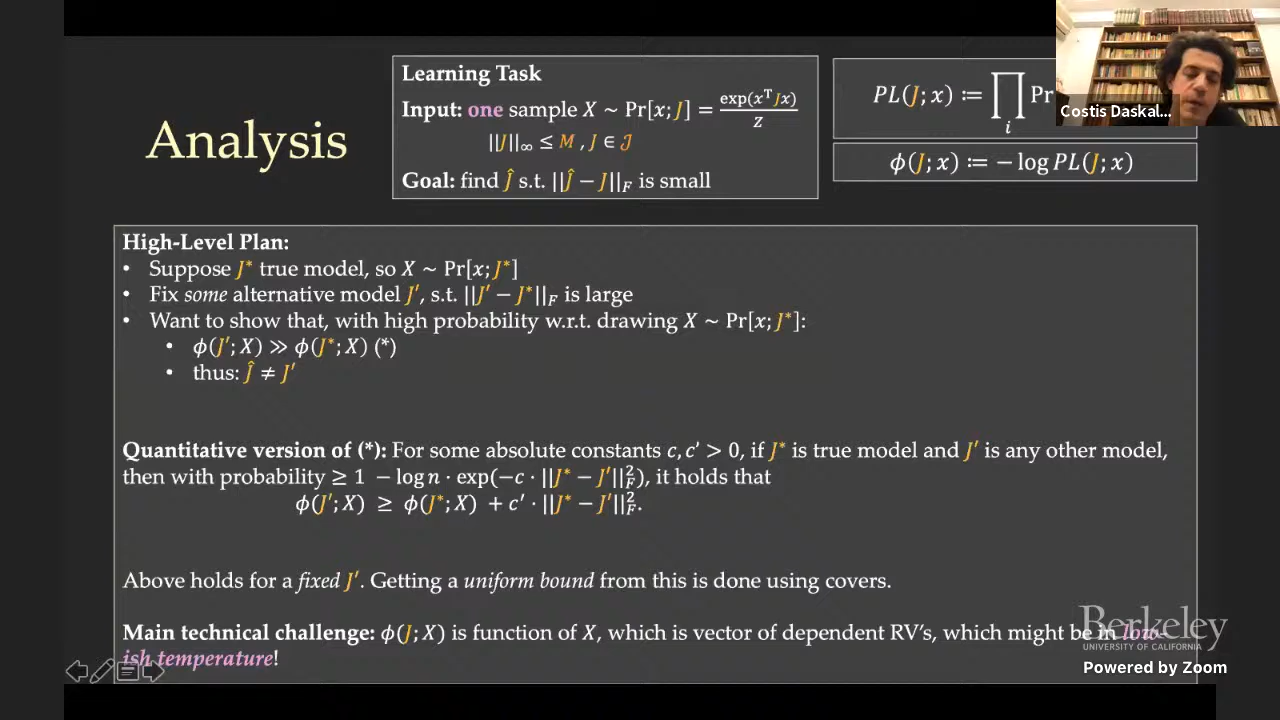 Analysis
Learning Task
Input: one sample X ~ Pr[x; J] = exp(xᵀJx)/Z
||J||∞ ≤ M , J ∈ 𝒥
Goal: find Ĵ s.t. ||Ĵ − J||_F is small
PL(J; x) ≔ ∏_i Pr
ϕ(J; x) ≔ − log PL(J; x)
Costis Daskal...
High-Level Plan:
• Suppose J* true model, so X ~ Pr[x; J*]
• Fix some alternative model J′, s.t. ||J′ − J*||_F is large
• Want to show that, with high probability w.r.t. drawing X ~ Pr[x; J*]:
• ϕ(J′; X) ≫ ϕ(J*; X) (*)
• thus: Ĵ ≠ J′
Quantitative version of (*): For some absolute constants c, c′ > 0, if J* is true model and J′ is any other model,
then with probability ≥ 1 − log n · exp(−c · ||J* − J′||²_F), it holds that
ϕ(J′; X) ≥ ϕ(J*; X) + c′ · ||J* − J′||²_F.
Above holds for a fixed J′. Getting a uniform bound from this is done using covers.
Main technical challenge: ϕ(J; X) is function of X, which is vector of dependent RV's, which might be in low-
ish temperature!
Berkeley
UNIVERSITY OF CALIFORNIA
Powered by Zoom